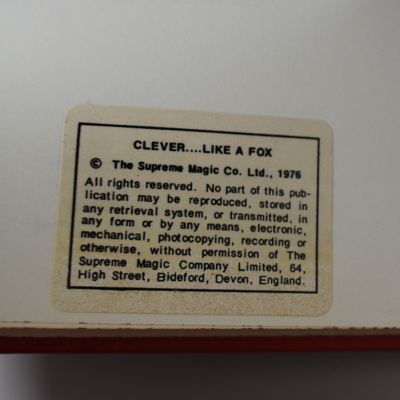 CLEVER....LIKE A FOX
© The Supreme Magic Co. Ltd., 1976
All rights reserved. No part of this pub-
lication may be reproduced, stored in
any retrieval system, or transmitted, in
any form or by any means, electronic,
mechanical, photocopying, recording or
otherwise, without permission of The
Supreme Magic Company Limited, 64,
High Street, Bideford, Devon, England.